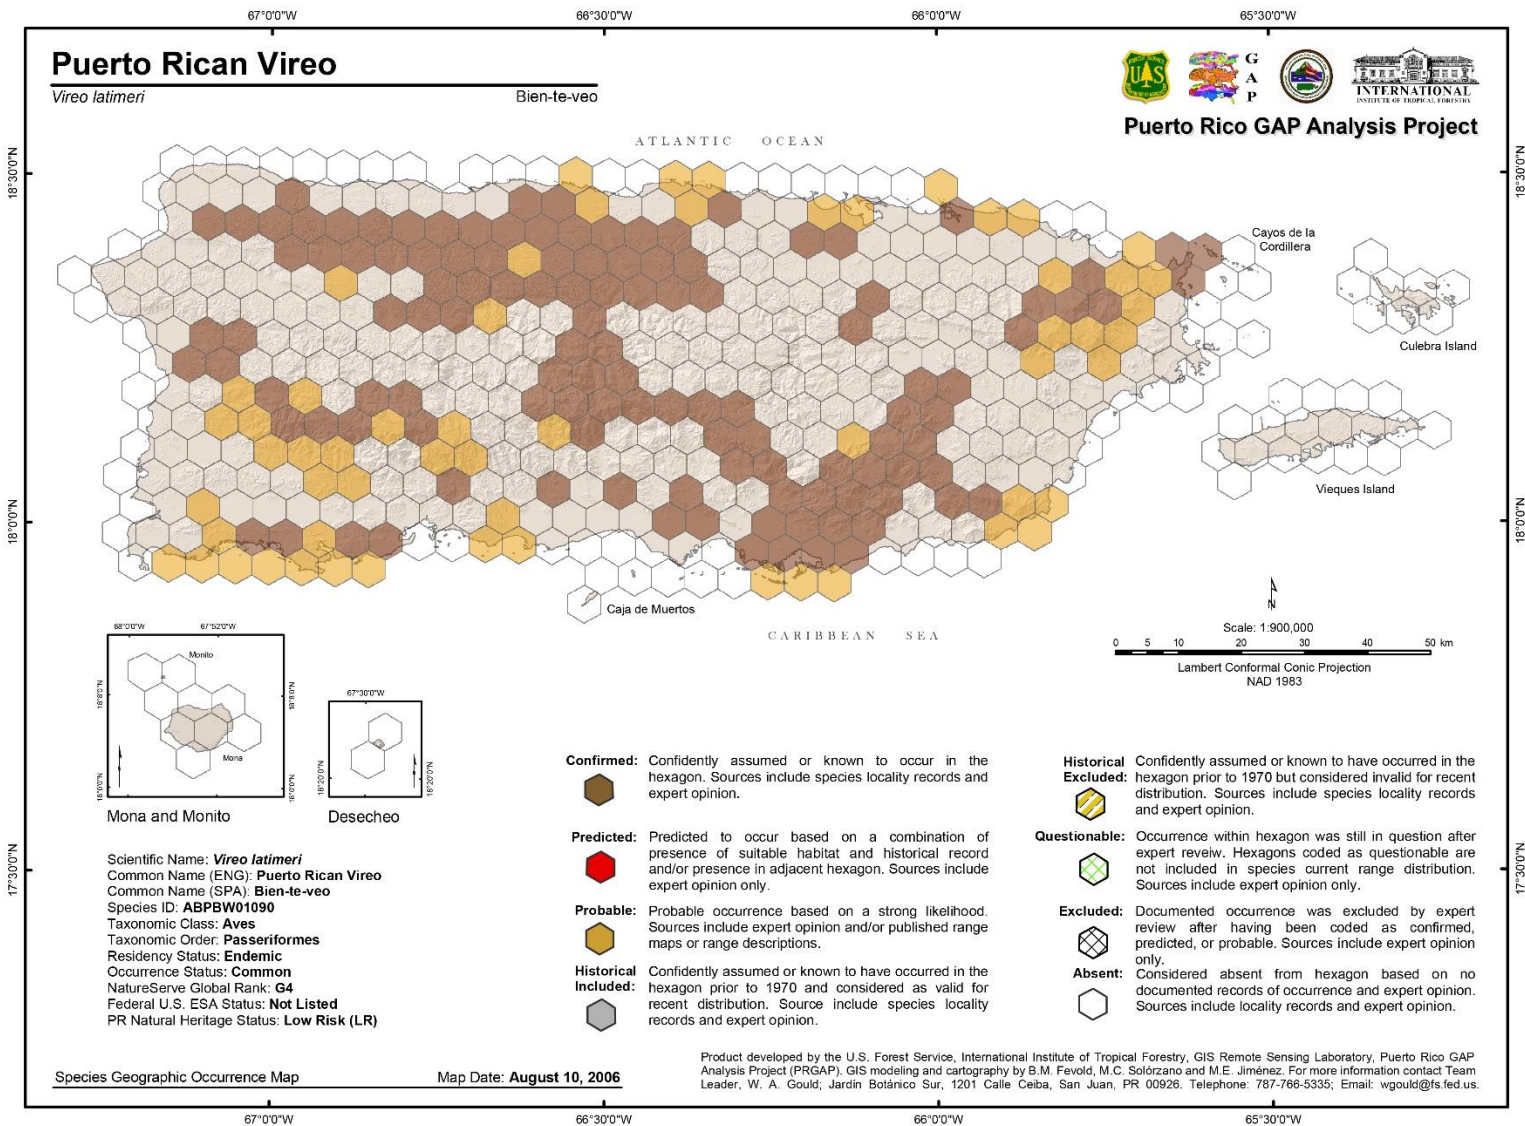 67°0'0"W 66°30'0"W 66°0'0"W 65°30'0"W
Puerto Rican Vireo
Vireo latimeri Bien-te-veo
U S
G
A
P
INTERNATIONAL
INSTITUTE OF TROPICAL FORESTRY
Puerto Rico GAP Analysis Project
ATLANTIC OCEAN
18°30'0"N 18°30'0"N
Cayos de la
Cordillera
Culebra Island
Vieques Island
18°0'0"N 18°0'0"N
Caja de Muertos
CARIBBEAN SEA
N
Scale: 1:900,000
0 5 10 20 30 40 50 km
Lambert Conformal Conic Projection
NAD 1983
68°0'0"W 67°52'0"W
Monito
18°8'0"N 18°8'0"N
Mona
18°0'0"N 18°0'0"N
Mona and Monito
67°30'0"W
18°20'0"N 18°20'0"N
Desecheo
17°30'0"N 17°30'0"N
Scientific Name: Vireo latimeri
Common Name (ENG): Puerto Rican Vireo
Common Name (SPA): Bien-te-veo
Species ID: ABPBW01090
Taxonomic Class: Aves
Taxonomic Order: Passeriformes
Residency Status: Endemic
Occurrence Status: Common
NatureServe Global Rank: G4
Federal U.S. ESA Status: Not Listed
PR Natural Heritage Status: Low Risk (LR)
Confirmed: Confidently assumed or known to occur in the
hexagon. Sources include species locality records and
expert opinion.
Predicted: Predicted to occur based on a combination of
presence of suitable habitat and historical record
and/or presence in adjacent hexagon. Sources include
expert opinion only.
Probable: Probable occurrence based on a strong likelihood.
Sources include expert opinion and/or published range
maps or range descriptions.
Historical Included: Confidently assumed or known to have occurred in the
hexagon prior to 1970 and considered as valid for
recent distribution. Source include species locality
records and expert opinion.
Historical Excluded: Confidently assumed or known to have occurred in the
hexagon prior to 1970 but considered invalid for recent
distribution. Sources include species locality records
and expert opinion.
Questionable: Occurrence within hexagon was still in question after
expert reveiw. Hexagons coded as questionable are
not included in species current range distribution.
Sources include expert opinion only.
Excluded: Documented occurrence was excluded by expert
review after having been coded as confirmed,
predicted, or probable. Sources include expert opinion
only.
Absent: Considered absent from hexagon based on no
documented records of occurrence and expert opinion.
Sources include locality records and expert opinion.
Species Geographic Occurrence Map Map Date: August 10, 2006
Product developed by the U.S. Forest Service, International Institute of Tropical Forestry, GIS Remote Sensing Laboratory, Puerto Rico GAP
Analysis Project (PRGAP). GIS modeling and cartography by B.M. Fevold, M.C. Solórzano and M.E. Jiménez. For more information contact Team
Leader, W. A. Gould; Jardín Botánico Sur, 1201 Calle Ceiba, San Juan, PR 00926. Telephone: 787-766-5335; Email: wgould@fs.fed.us.
67°0'0"W 66°30'0"W 66°0'0"W 65°30'0"W